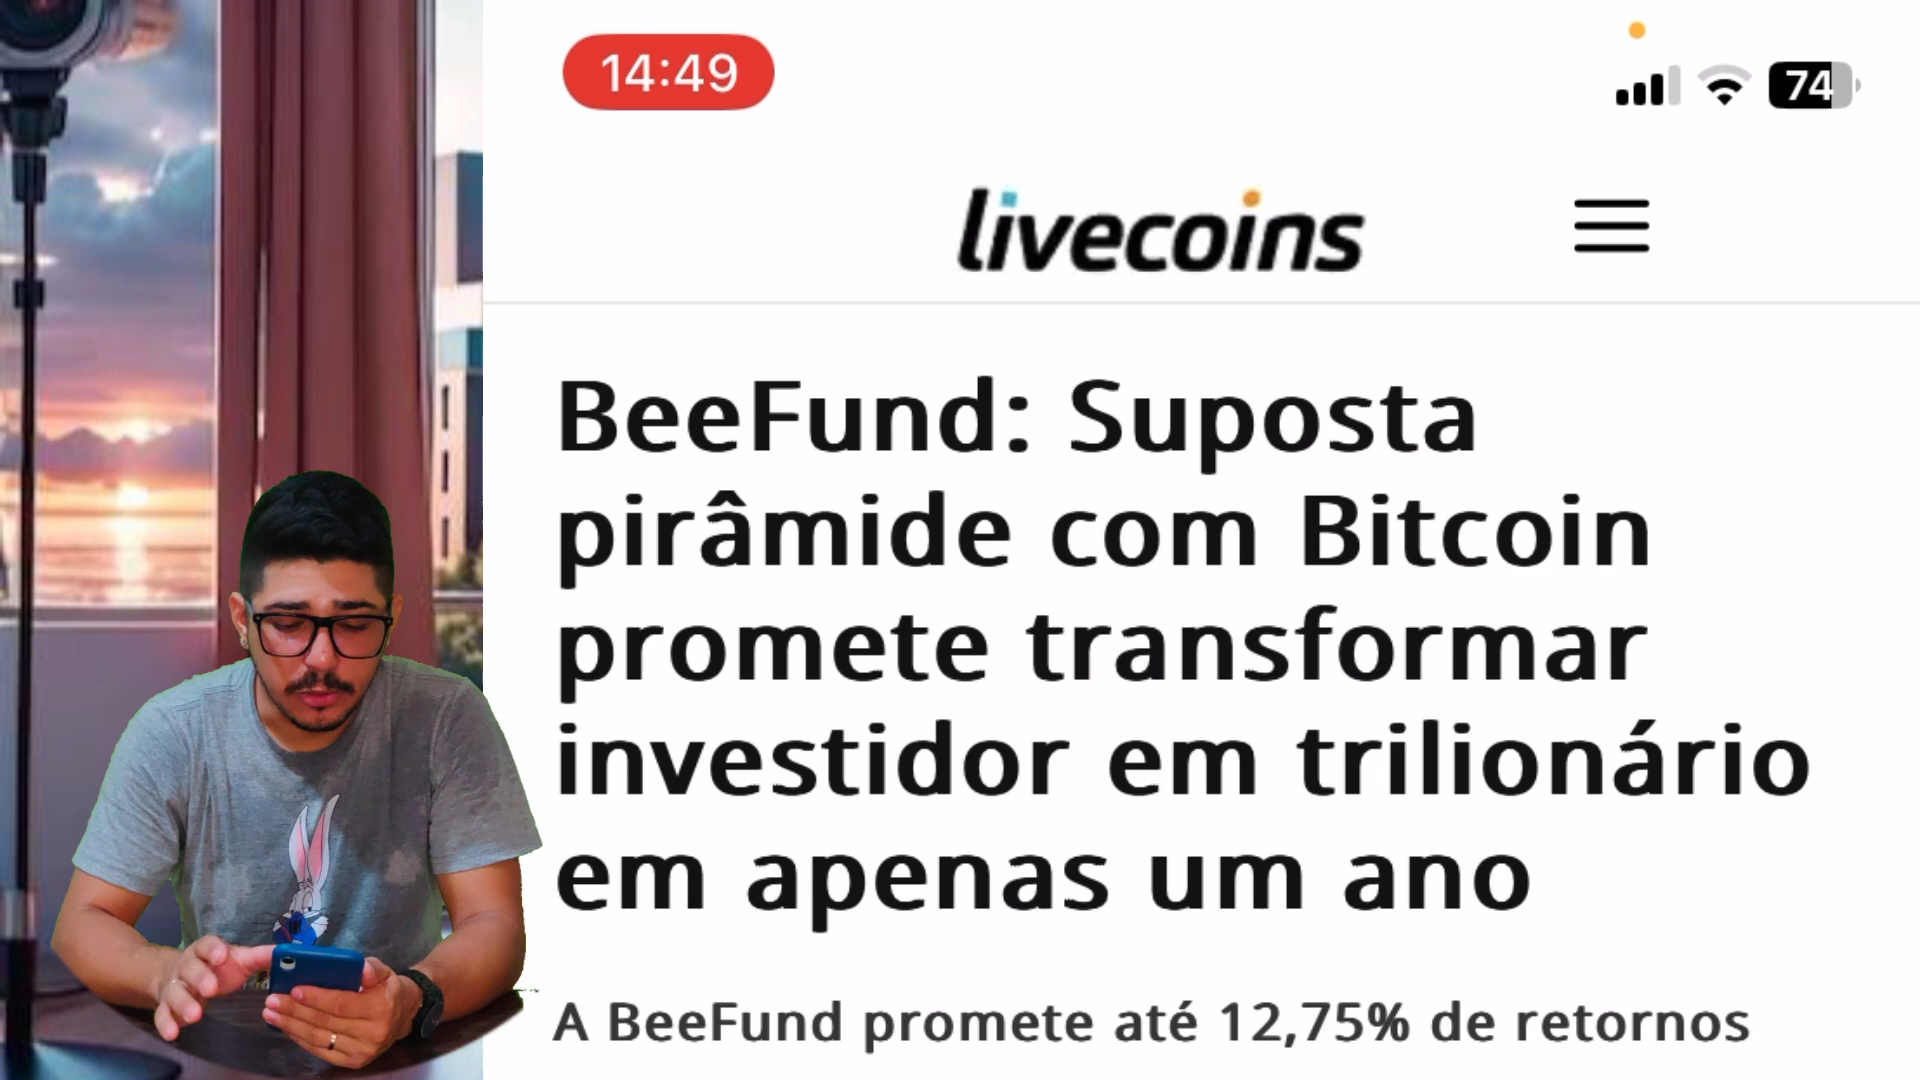 14:49
74
livecoins
BeeFund: Suposta
pirâmide com Bitcoin
promete transformar
investidor em trilionário
em apenas um ano
A BeeFund promete até 12,75% de retornos